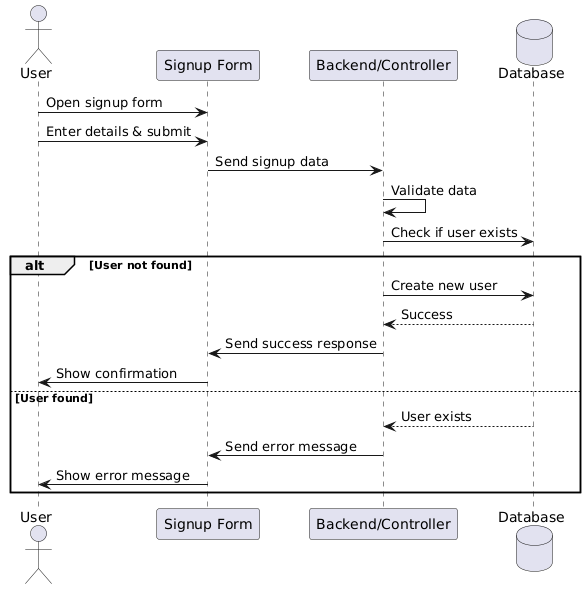 User
Signup Form
Backend/Controller
Database
Open signup form
Enter details & submit
Send signup data
Validate data
Check if user exists
alt
[User not found]
Create new user
Success
Send success response
Show confirmation
[User found]
User exists
Send error message
Show error message
User
Signup Form
Backend/Controller
Database